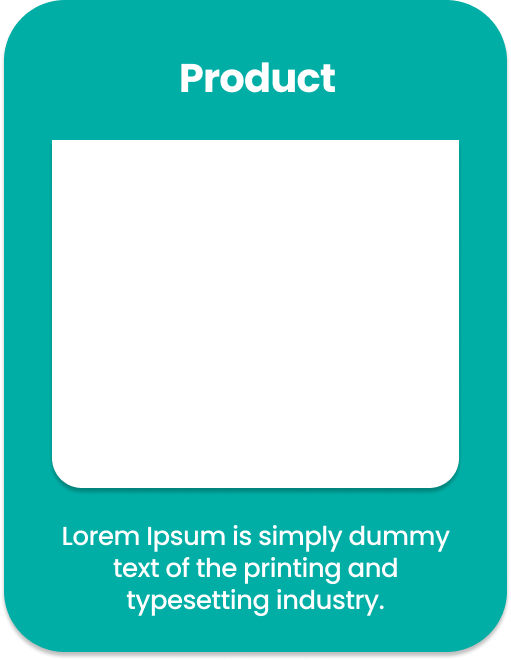 Product
Lorem Ipsum is simply dummy
text of the printing and
typesetting industry.